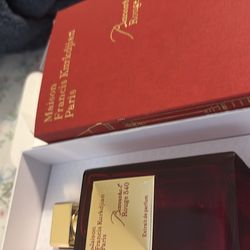 Maison
Francis Kurkdjian
Paris
Baccarat
Rouge 540
Maison
Francis Kurkdjian
Paris
Baccarat
Rouge 540
Extrait de parfum